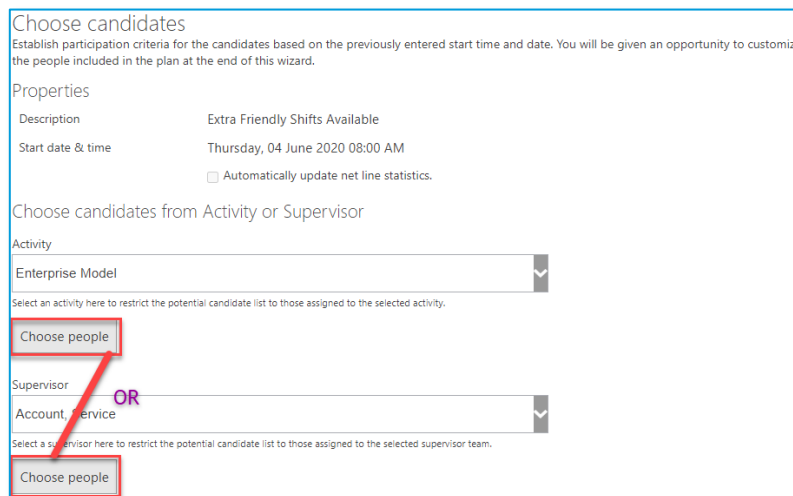 Choose candidates
Establish participation criteria for the candidates based on the previously entered start time and date. You will be given an opportunity to customiz
the people included in the plan at the end of this wizard.
Properties
Description Extra Friendly Shifts Available
Start date & time Thursday, 04 June 2020 08:00 AM
Automatically update net line statistics.
Choose candidates from Activity or Supervisor
Activity
Enterprise Model
Select an activity here to restrict the potential candidate list to those assigned to the selected activity.
Choose people
Supervisor
OR
Account, Service
Select a supervisor here to restrict the potential candidate list to those assigned to the selected supervisor team.
Choose people